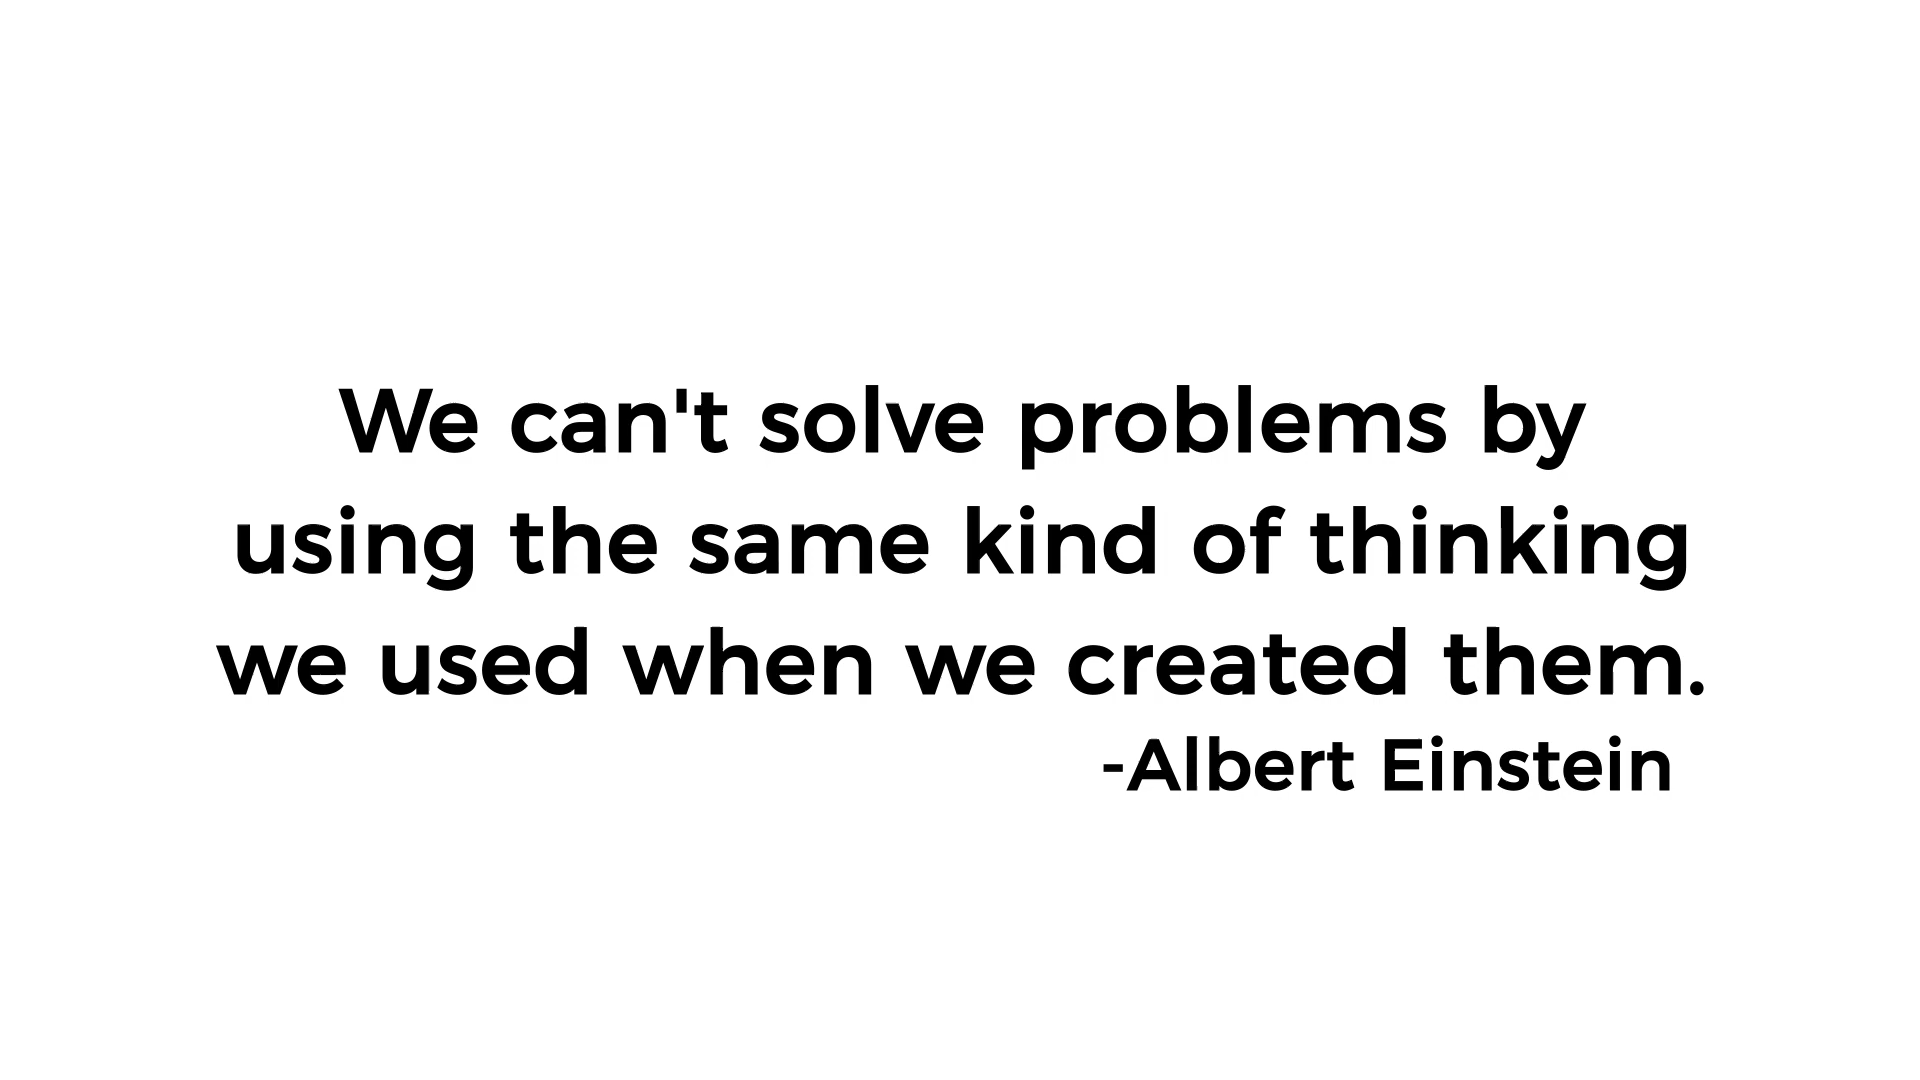 We can't solve problems by
using the same kind of thinking
we used when we created them.
-Albert Einstein